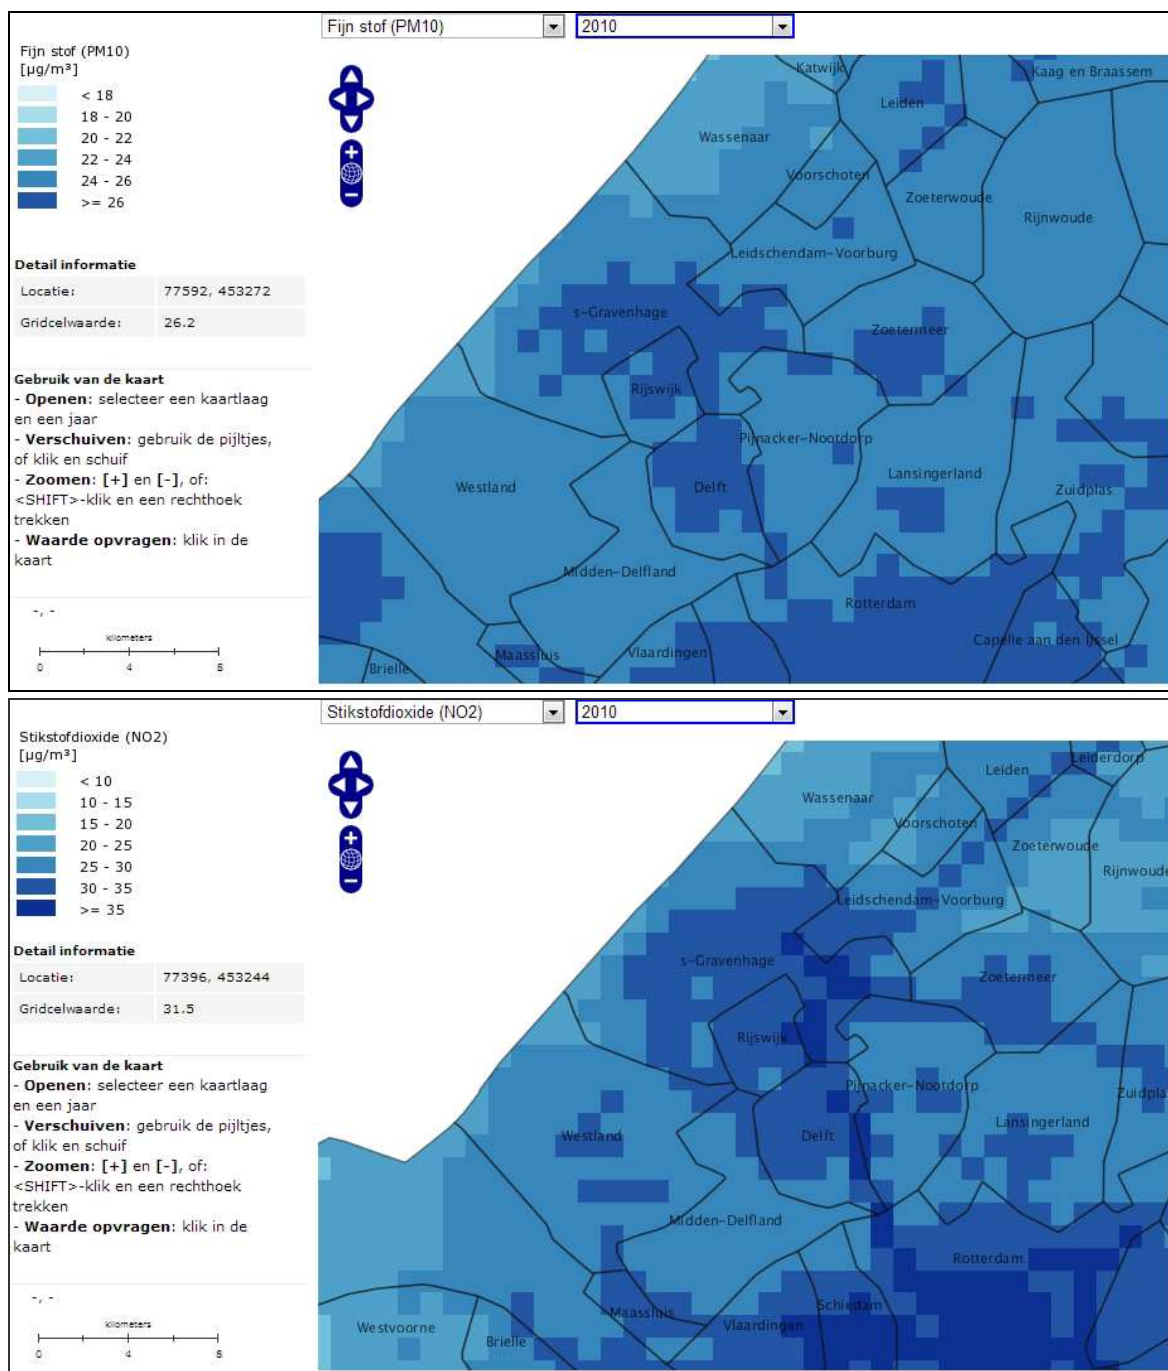 Fijn stof (PM10)
2010
Fijn stof (PM10)
[µg/m³]
< 18
18 - 20
20 - 22
22 - 24
24 - 26
>= 26
Detail informatie
Locatie: 77592, 453272
Gridcelwaarde: 26.2
Gebruik van de kaart
- Openen: selecteer een kaartlaag
en een jaar
- Verschuiven: gebruik de pijltjes,
of klik en schuif
- Zoomen: [+] en [-], of:
<SHIFT>-klik en een rechthoek
trekken
- Waarde opvragen: klik in de
kaart
-, -
kilometers
0 4 8
Katwijk
Kaag en Braassem
Leiden
Wassenaar
Voorschoten
Zoeterwoude
Rijnwoude
Leidschendam-Voorburg
s-Gravenhage
Zoetermeer
Rijswijk
Pijnacker-Nootdorp
Lansingerland
Westland
Delft
Zuidplas
Midden-Delfland
Rotterdam
Capelle aan den IJssel
Maassluis
Vlaardingen
Brielle
Stikstofdioxide (NO2)
2010
Stikstofdioxide (NO2)
[µg/m³]
< 10
10 - 15
15 - 20
20 - 25
25 - 30
30 - 35
>= 35
Detail informatie
Locatie: 77396, 453244
Gridcelwaarde: 31.5
Gebruik van de kaart
- Openen: selecteer een kaartlaag
en een jaar
- Verschuiven: gebruik de pijltjes,
of klik en schuif
- Zoomen: [+] en [-], of:
<SHIFT>-klik en een rechthoek
trekken
- Waarde opvragen: klik in de
kaart
-, -
kilometers
0 4 8
Leiderdorp
Leiden
Wassenaar
Voorschoten
Zoeterwoude
Rijnwoude
Leidschendam-Voorburg
s-Gravenhage
Zoetermeer
Rijswijk
Pijnacker-Nootdorp
Zuidpla
Lansingerland
Westland
Delft
Midden-Delfland
Rotterdam
Schiedam
Maassluis
Vlaardingen
Westvoorne
Brielle